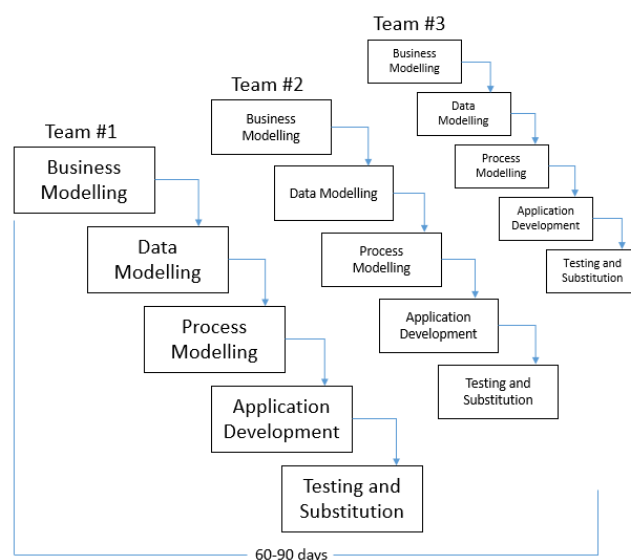 Team #1
Business
Modelling
Data
Modelling
Process
Modelling
Application
Development
Testing and
Substitution
Team #2
Business
Modelling
Data Modelling
Process
Modelling
Application
Development
Testing and
Substitution
Team #3
Business
Modelling
Data
Modelling
Process
Modelling
Application
Development
Testing and
Substitution
60-90 days